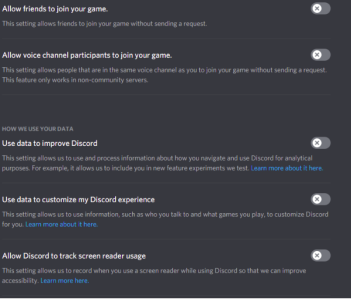 Allow friends to join your game.
This setting allows friends to join your game without sending a request.
Allow voice channel participants to join your game.
This setting allows people that are in the same voice channel as you to join your game without sending a request.
This feature only works in non-community servers.
HOW WE USE YOUR DATA
Use data to improve Discord
This setting allows us to use and process information about how you navigate and use Discord for analytical
purposes. For example, it allows us to include you in new feature experiments we test. Learn more about it here.
Use data to customize my Discord experience
This setting allows us to use information, such as who you talk to and what games you play, to customize Discord
for you. Learn more about it here.
Allow Discord to track screen reader usage
This setting allows us to record when you use a screen reader while using Discord so that we can improve
accessibility. Learn more here.